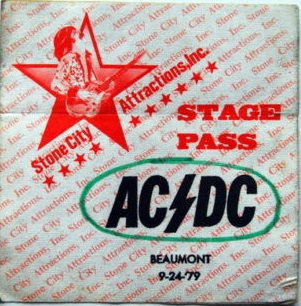 Stone City Attractions, Inc.
STAGE
PASS
AC/DC
BEAUMONT
9-24-'79